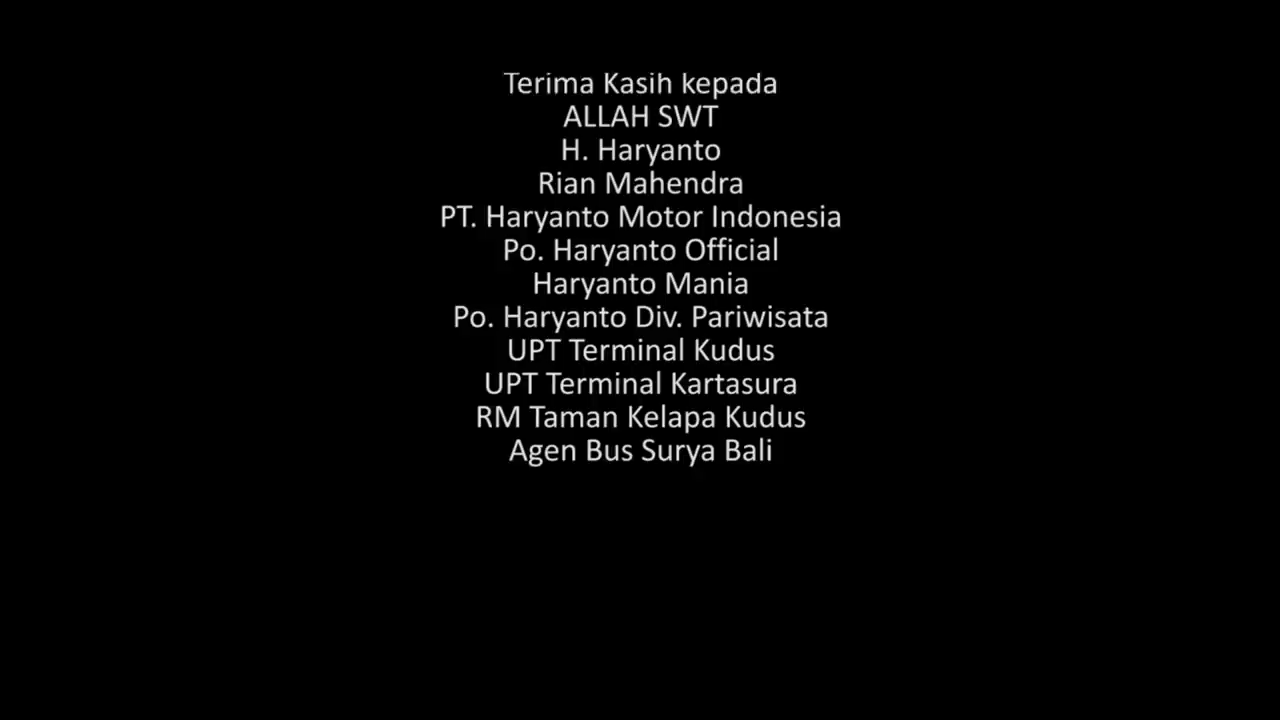 Terima Kasih kepada
ALLAH SWT
H. Haryanto
Rian Mahendra
PT. Haryanto Motor Indonesia
Po. Haryanto Official
Haryanto Mania
Po. Haryanto Div. Pariwisata
UPT Terminal Kudus
UPT Terminal Kartasura
RM Taman Kelapa Kudus
Agen Bus Surya Bali